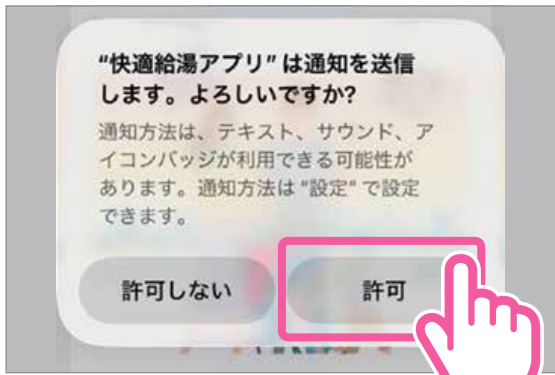 “快適給湯アプリ”は通知を送信
します。よろしいですか?
通知方法は、テキスト、サウンド、ア
イコンバッジが利用できる可能性が
あります。通知方法は“設定”で設定
できます。
許可しない
許可